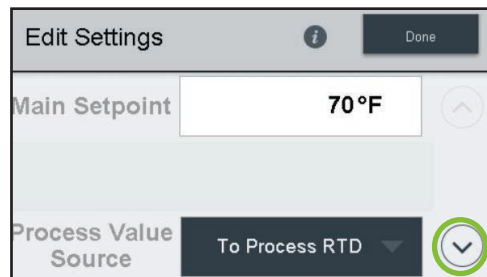 Edit Settings
i
Done
Main Setpoint
70°F
Process Value
Source
To Process RTD